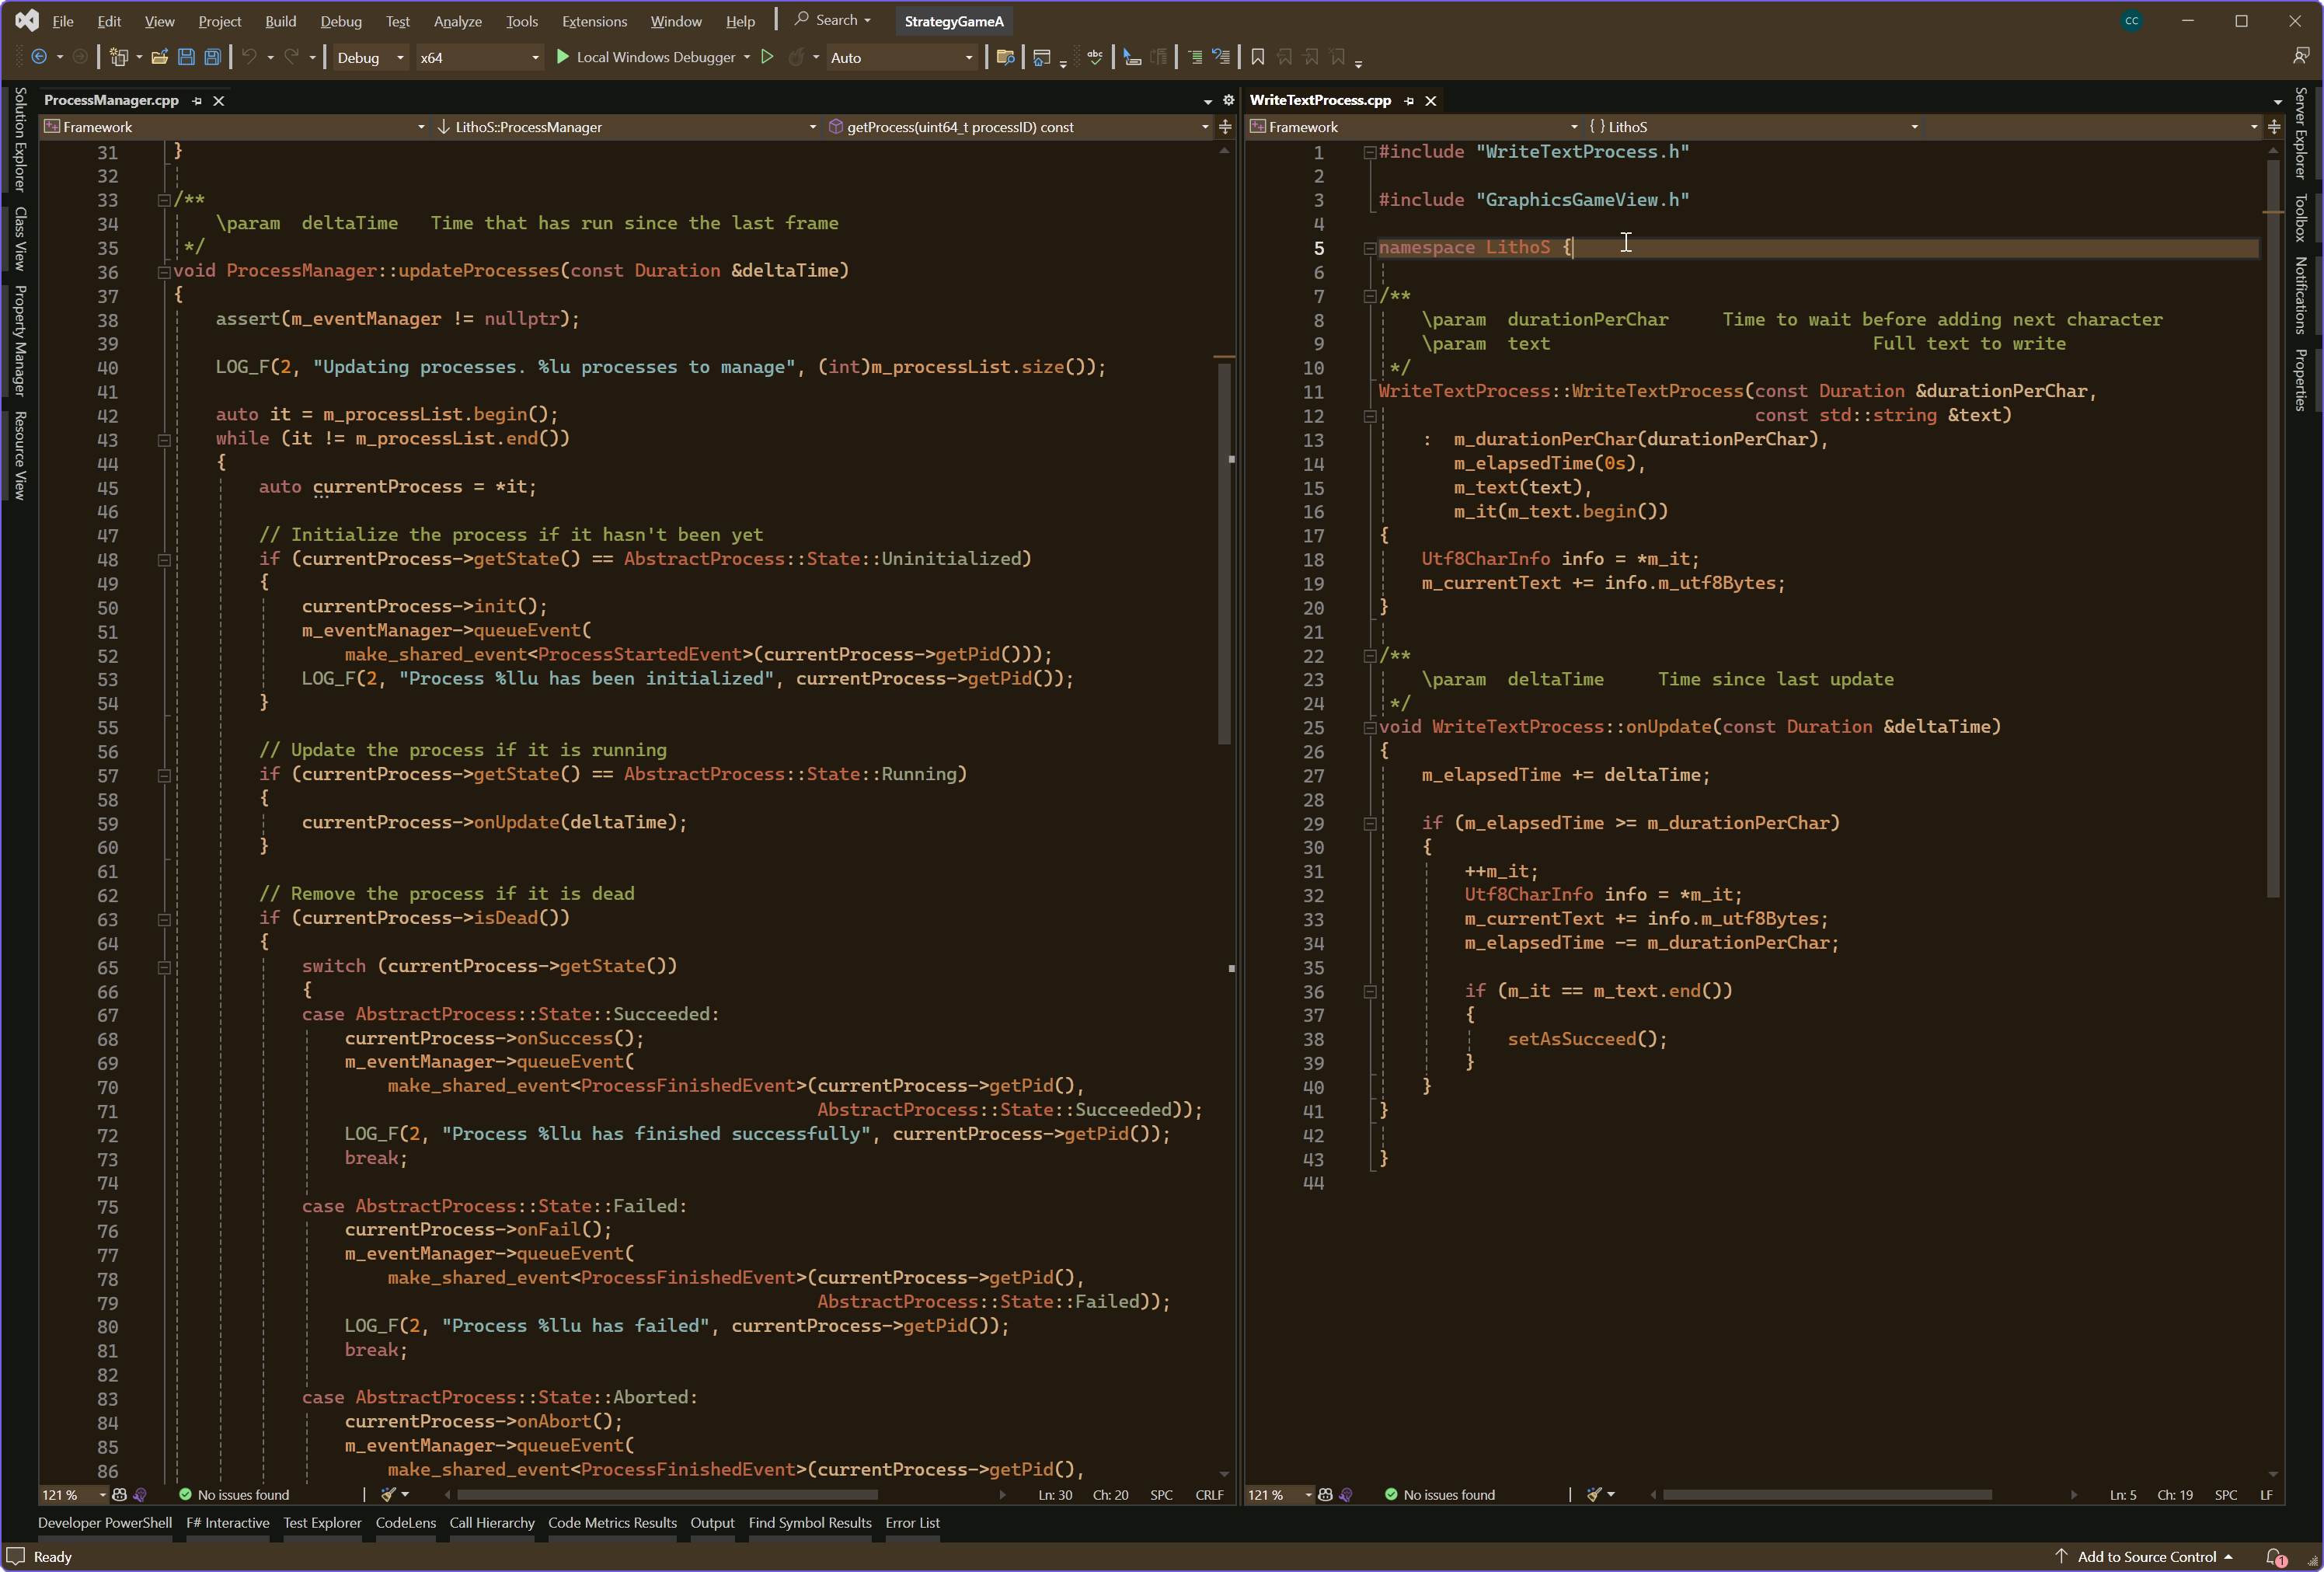 File Edit View Project Build Debug Test Analyze Tools Extensions Window Help Search StrategyGameA CC
Debug x64 Local Windows Debugger Auto abc
Solution Explorer
Class View
Property Manager
Resource View
ProcessManager.cpp
Framework LithoS::ProcessManager getProcess(uint64_t processID) const
31 }
32
33 /**
34 \param deltaTime Time that has run since the last frame
35 */
36 void ProcessManager::updateProcesses(const Duration &deltaTime)
37 {
38 assert(m_eventManager != nullptr);
39
40 LOG_F(2, "Updating processes. %lu processes to manage", (int)m_processList.size());
41
42 auto it = m_processList.begin();
43 while (it != m_processList.end())
44 {
45 auto currentProcess = *it;
46
47 // Initialize the process if it hasn't been yet
48 if (currentProcess->getState() == AbstractProcess::State::Uninitialized)
49 {
50 currentProcess->init();
51 m_eventManager->queueEvent(
52 make_shared_event<ProcessStartedEvent>(currentProcess->getPid()));
53 LOG_F(2, "Process %llu has been initialized", currentProcess->getPid());
54 }
55
56 // Update the process if it is running
57 if (currentProcess->getState() == AbstractProcess::State::Running)
58 {
59 currentProcess->onUpdate(deltaTime);
60 }
61
62 // Remove the process if it is dead
63 if (currentProcess->isDead())
64 {
65 switch (currentProcess->getState())
66 {
67 case AbstractProcess::State::Succeeded:
68 currentProcess->onSuccess();
69 m_eventManager->queueEvent(
70 make_shared_event<ProcessFinishedEvent>(currentProcess->getPid(),
71 AbstractProcess::State::Succeeded));
72 LOG_F(2, "Process %llu has finished successfully", currentProcess->getPid());
73 break;
74
75 case AbstractProcess::State::Failed:
76 currentProcess->onFail();
77 m_eventManager->queueEvent(
78 make_shared_event<ProcessFinishedEvent>(currentProcess->getPid(),
79 AbstractProcess::State::Failed));
80 LOG_F(2, "Process %llu has failed", currentProcess->getPid());
81 break;
82
83 case AbstractProcess::State::Aborted:
84 currentProcess->onAbort();
85 m_eventManager->queueEvent(
86 make_shared_event<ProcessFinishedEvent>(currentProcess->getPid(),
121 % No issues found Ln: 30 Ch: 20 SPC CRLF
WriteTextProcess.cpp
Framework { } LithoS
1 #include "WriteTextProcess.h"
2
3 #include "GraphicsGameView.h"
4
5 namespace LithoS {
6
7 /**
8 \param durationPerChar Time to wait before adding next character
9 \param text Full text to write
10 */
11 WriteTextProcess::WriteTextProcess(const Duration &durationPerChar,
12 const std::string &text)
13 : m_durationPerChar(durationPerChar),
14 m_elapsedTime(0s),
15 m_text(text),
16 m_it(m_text.begin())
17 {
18 Utf8CharInfo info = *m_it;
19 m_currentText += info.m_utf8Bytes;
20 }
21
22 /**
23 \param deltaTime Time since last update
24 */
25 void WriteTextProcess::onUpdate(const Duration &deltaTime)
26 {
27 m_elapsedTime += deltaTime;
28
29 if (m_elapsedTime >= m_durationPerChar)
30 {
31 ++m_it;
32 Utf8CharInfo info = *m_it;
33 m_currentText += info.m_utf8Bytes;
34 m_elapsedTime -= m_durationPerChar;
35
36 if (m_it == m_text.end())
37 {
38 setAsSucceed();
39 }
40 }
41 }
42
43 }
44
121 % No issues found Ln: 5 Ch: 19 SPC LF
Server Explorer
Toolbox
Notifications
Properties
Developer PowerShell F# Interactive Test Explorer CodeLens Call Hierarchy Code Metrics Results Output Find Symbol Results Error List
Ready Add to Source Control 1